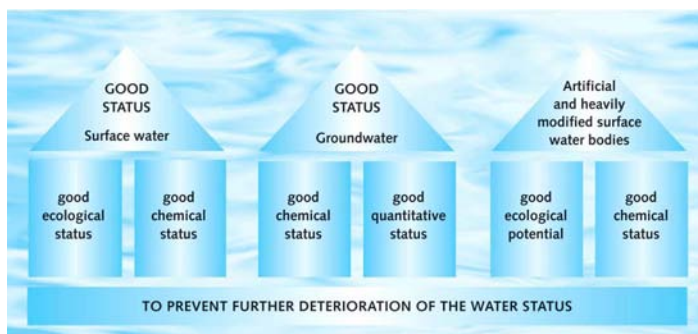 GOOD
STATUS
Surface water
GOOD
STATUS
Groundwater
Artificial
and heavily
modified surface
water bodies
good
ecological
status
good
chemical
status
good
chemical
status
good
quantitative
status
good
ecological
potential
good
chemical
status
TO PREVENT FURTHER DETERIORATION OF THE WATER STATUS